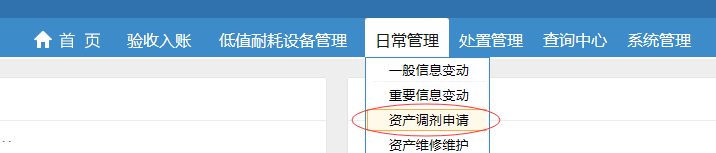 首 页 验收入账 低值耐耗设备管理 日常管理 处置管理 查询中心 系统管理
一般信息变动
重要信息变动
资产调剂申请
资产维修维护